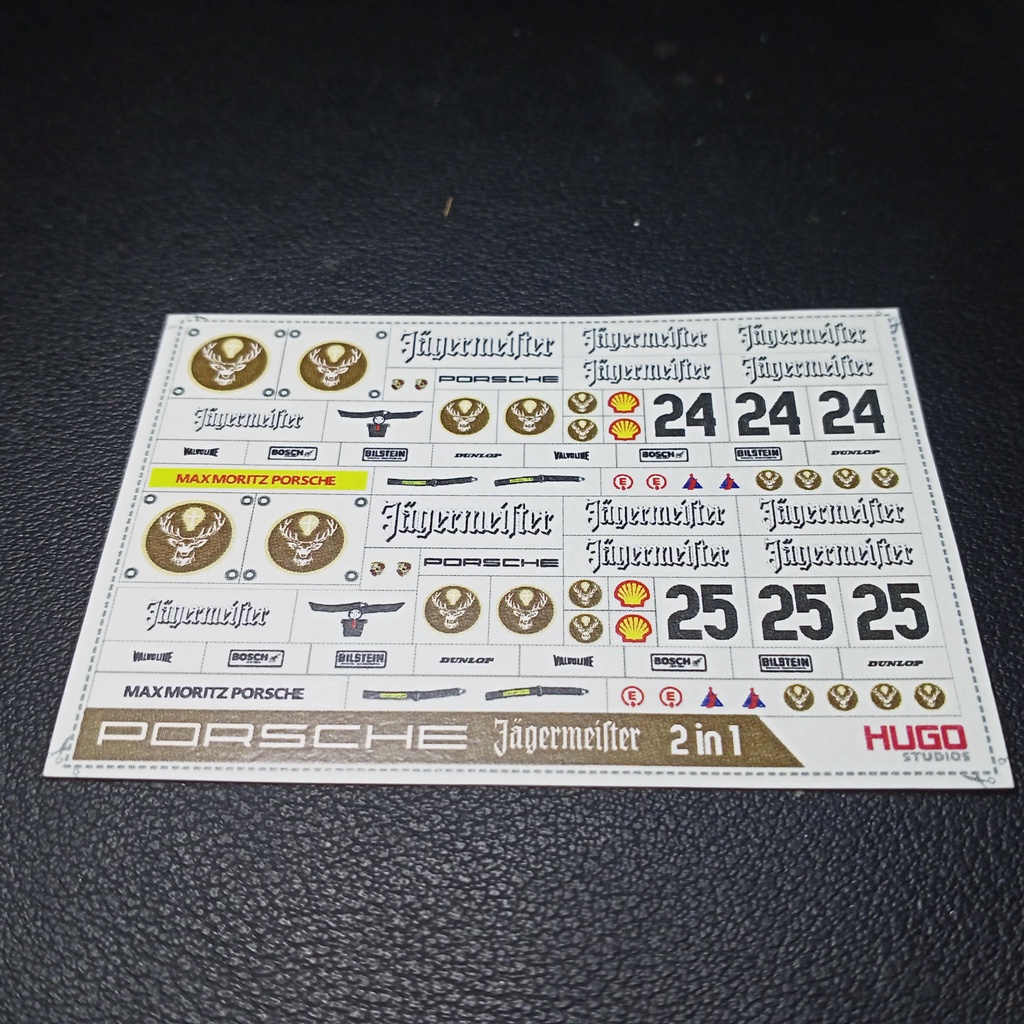 Jägermeister Jägermeister Jägermeister
PORSCHE Jägermeister Jägermeister
Jägermeister 24 24 24
VALVOLINE BOSCH BILSTEIN DUNLOP VALVOLINE BOSCH BILSTEIN DUNLOP
MAX MORITZ PORSCHE E E
Jägermeister Jägermeister Jägermeister
PORSCHE Jägermeister Jägermeister
Jägermeister 25 25 25
VALVOLINE BOSCH BILSTEIN DUNLOP VALVOLINE BOSCH BILSTEIN DUNLOP
MAX MORITZ PORSCHE E E
PORSCHE Jägermeister 2 in 1 HUGO
STUDIOS